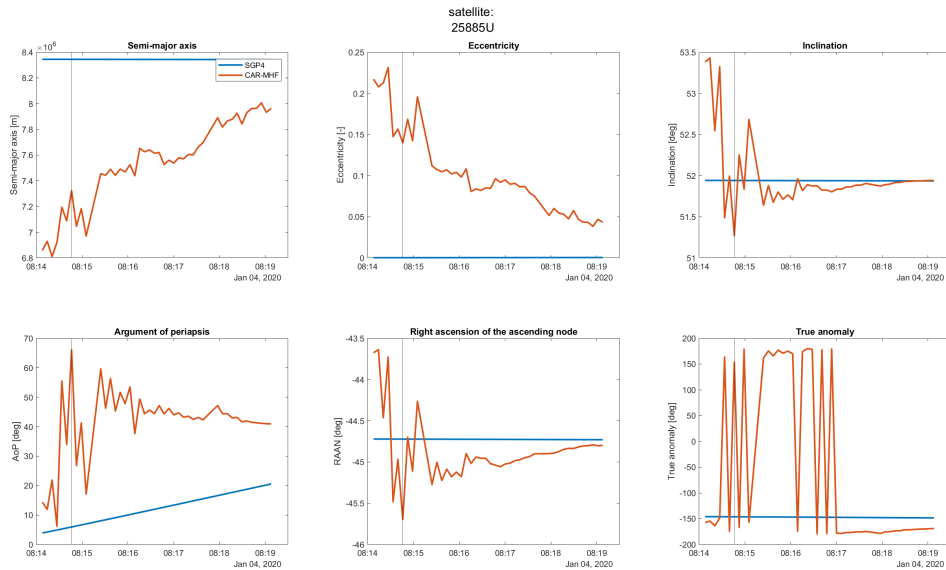 satellite:
25885U
Semi-major axis
× 10^6
8.4
8.2
8
7.8
7.6
7.4
7.2
7
6.8
Semi-major axis [m]
SGP4
CAR-MHF
08:14 08:15 08:16 08:17 08:18 08:19
Jan 04, 2020
Eccentricity
0.25
0.2
0.15
0.1
0.05
0
Eccentricity [-]
08:14 08:15 08:16 08:17 08:18 08:19
Jan 04, 2020
Inclination
53.5
53
52.5
52
51.5
51
Inclination [deg]
08:14 08:15 08:16 08:17 08:18 08:19
Jan 04, 2020
Argument of periapsis
70
60
50
40
30
20
10
0
AoP [deg]
08:14 08:15 08:16 08:17 08:18 08:19
Jan 04, 2020
Right ascension of the ascending node
-43.5
-44
-44.5
-45
-45.5
-46
RAAN [deg]
08:14 08:15 08:16 08:17 08:18 08:19
Jan 04, 2020
True anomaly
200
150
100
50
0
-50
-100
-150
-200
True anomaly [deg]
08:14 08:15 08:16 08:17 08:18 08:19
Jan 04, 2020